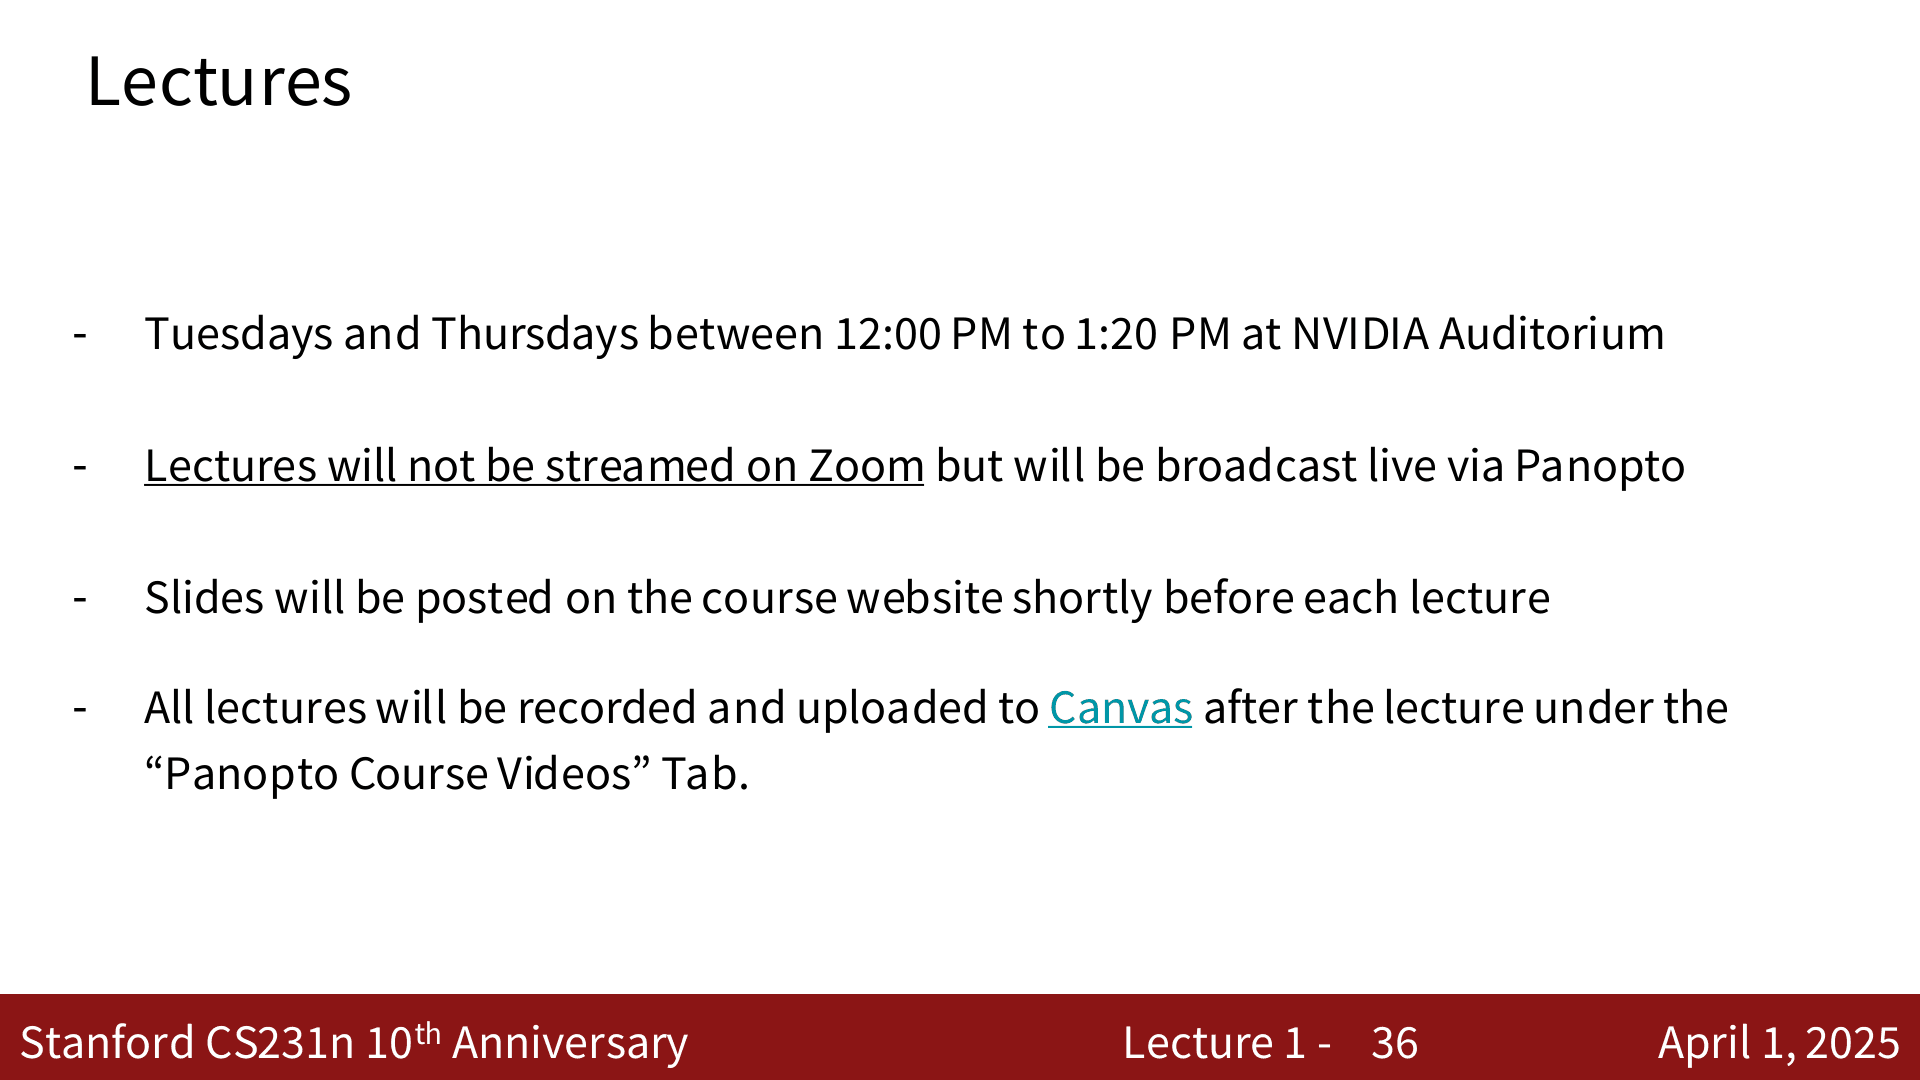 Lectures
- Tuesdays and Thursdays between 12:00 PM to 1:20 PM at NVIDIA Auditorium
- Lectures will not be streamed on Zoom but will be broadcast live via Panopto
- Slides will be posted on the course website shortly before each lecture
- All lectures will be recorded and uploaded to Canvas after the lecture under the
“Panopto Course Videos” Tab.
Stanford CS231n 10th Anniversary Lecture 1 - 36 April 1, 2025